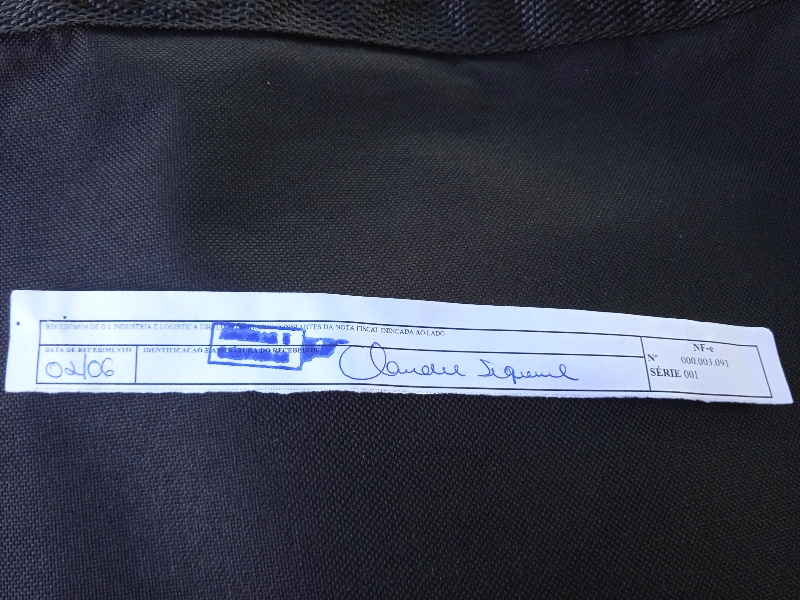 RECEBEMOS DE D L INDUSTRIA E LOGISTICA CONSTANTES DA NOTA FISCAL INDICADA AO LADO
DATA DE RECEBIMENTO
02/06
IDENTIFICAÇÃO E ASSINATURA DO RECEBEDOR
NF-e
Nº 000.003.091
SÉRIE 001